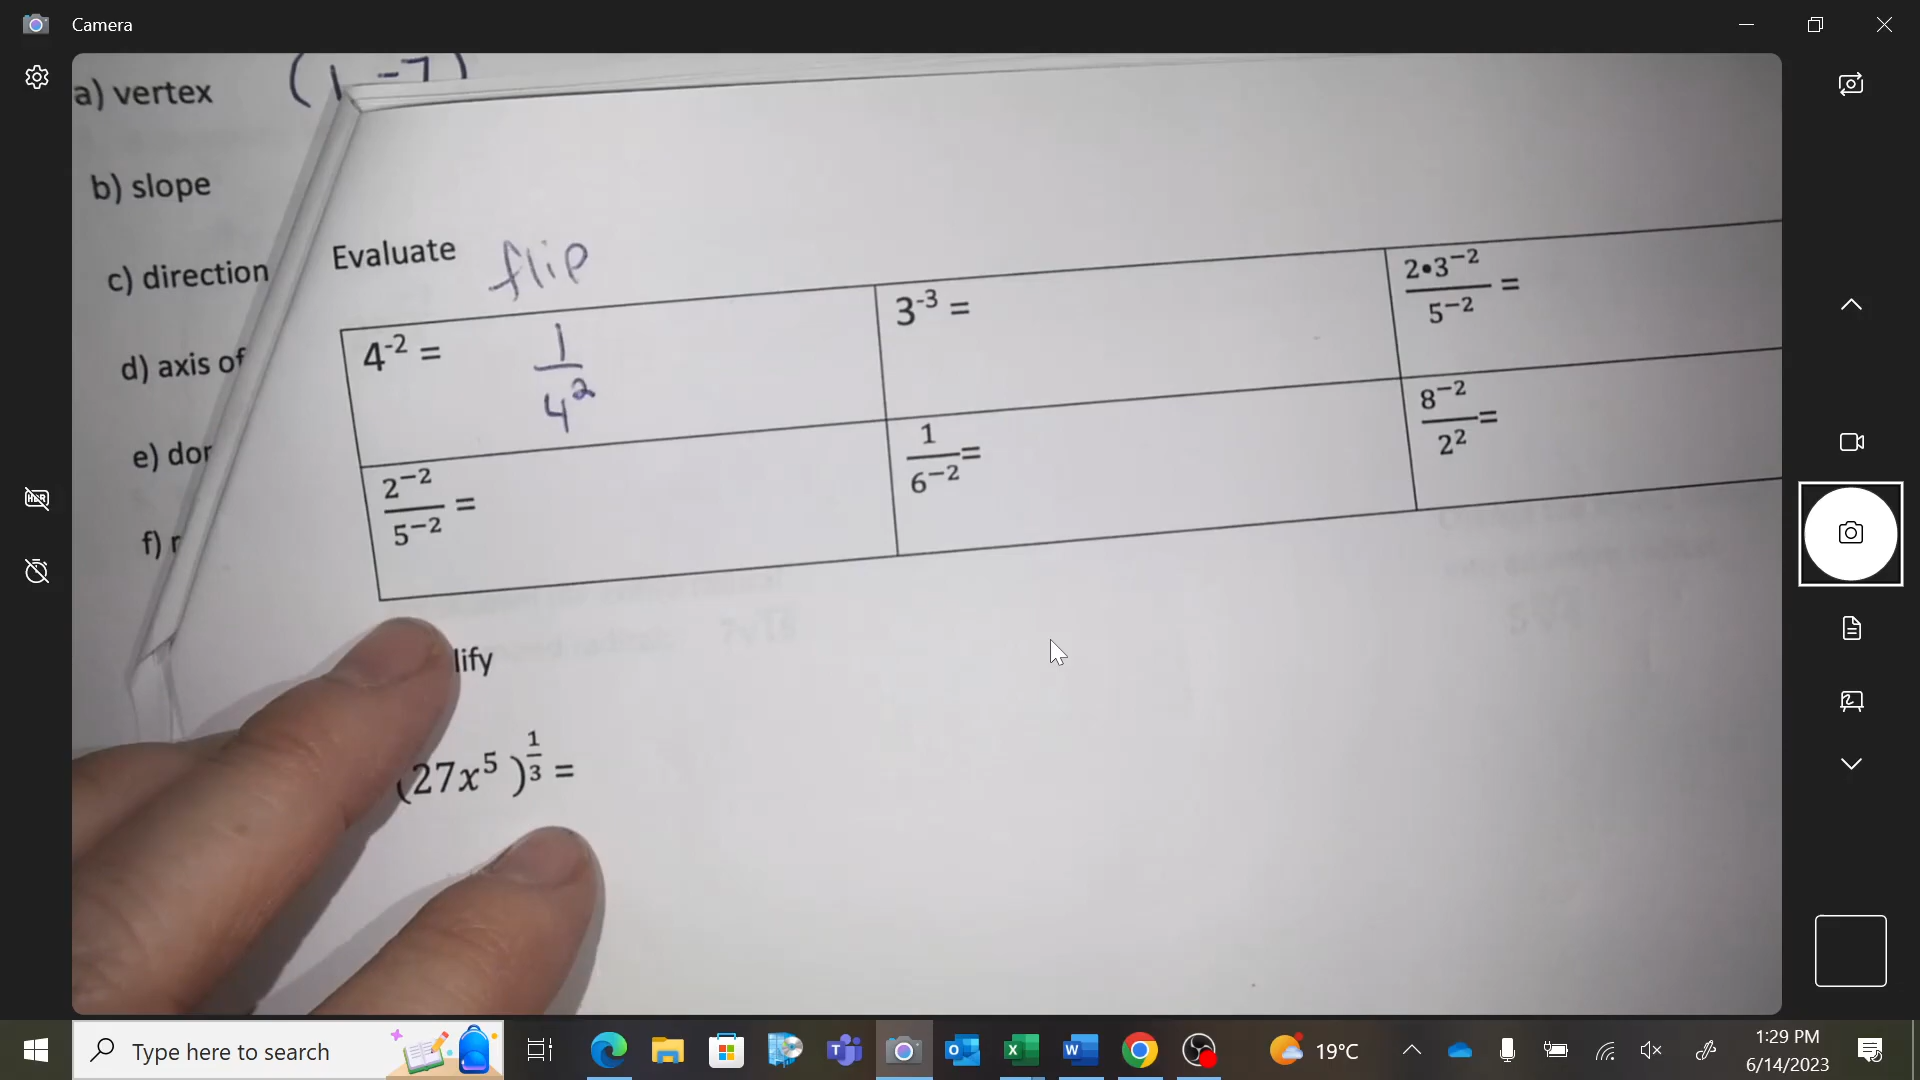 Camera
a) vertex (1, -7)
b) slope
c) direction
d) axis of
e) dor
f) r
Evaluate flip
4^-2 = 1/4^2
3^-3 =
2•3^−2/5^−2 =
2^−2/5^−2 =
1/6^−2 =
8^−2/2^2 =
lify
(27x^5)^1/3 =
Type here to search
19°C
1:29 PM
6/14/2023